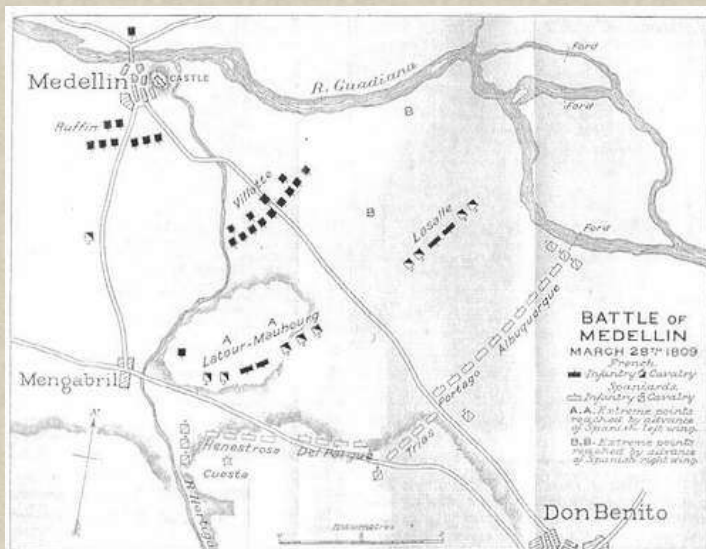 Medellin
CASTLE
R. Guadiana
Ford
Ford
Ford
Ruffin
Villatte
B
B
Lasalle
A A
Latour-Maubourg
Mengabril
Albuquerque
Portago
Trias
Del Parque
Henestrosa
Cuesta
R. Hortiga
N
Don Benito
BATTLE OF
MEDELLIN
MARCH 28TH 1809
French.
Infantry Cavalry
Spaniards.
Infantry Cavalry
A.A. Extreme points
reached by advance
of Spanish left wing.
B.B. Extreme points
reached by advance
of Spanish right wing.